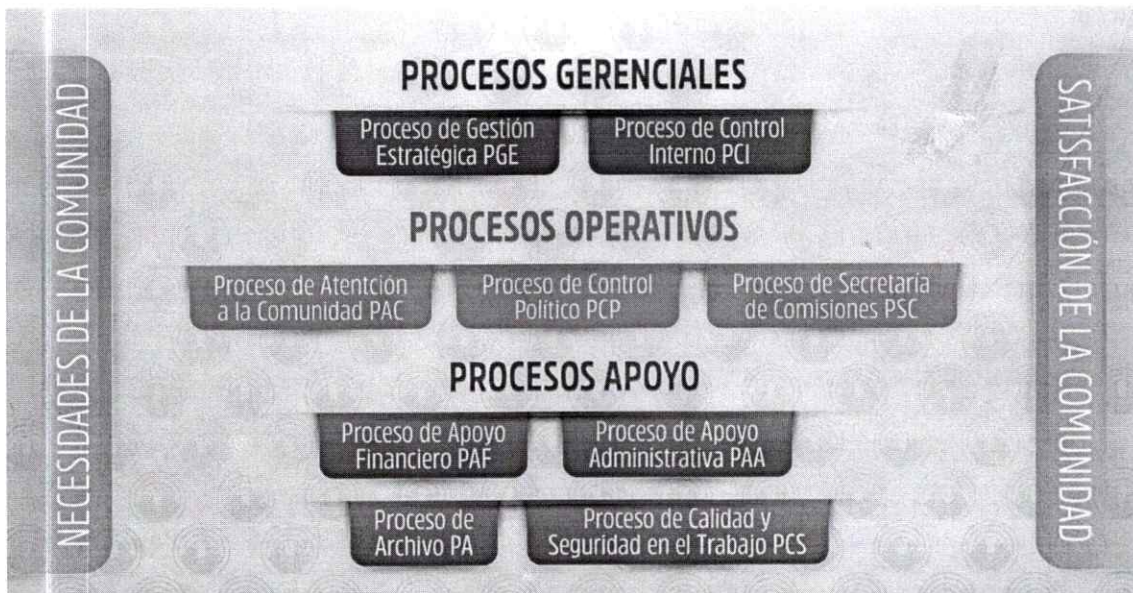 NECESIDADES DE LA COMUNIDAD
PROCESOS GERENCIALES
Proceso de Gestión
Estratégica PGE
Proceso de Control
Interno PCI
PROCESOS OPERATIVOS
Proceso de Atención
a la Comunidad PAC
Proceso de Control
Político PCP
Proceso de Secretaría
de Comisiones PSC
PROCESOS APOYO
Proceso de Apoyo
Financiero PAF
Proceso de Apoyo
Administrativa PAA
Proceso de
Archivo PA
Proceso de Calidad y
Seguridad en el Trabajo PCS
SATISFACCIÓN DE LA COMUNIDAD